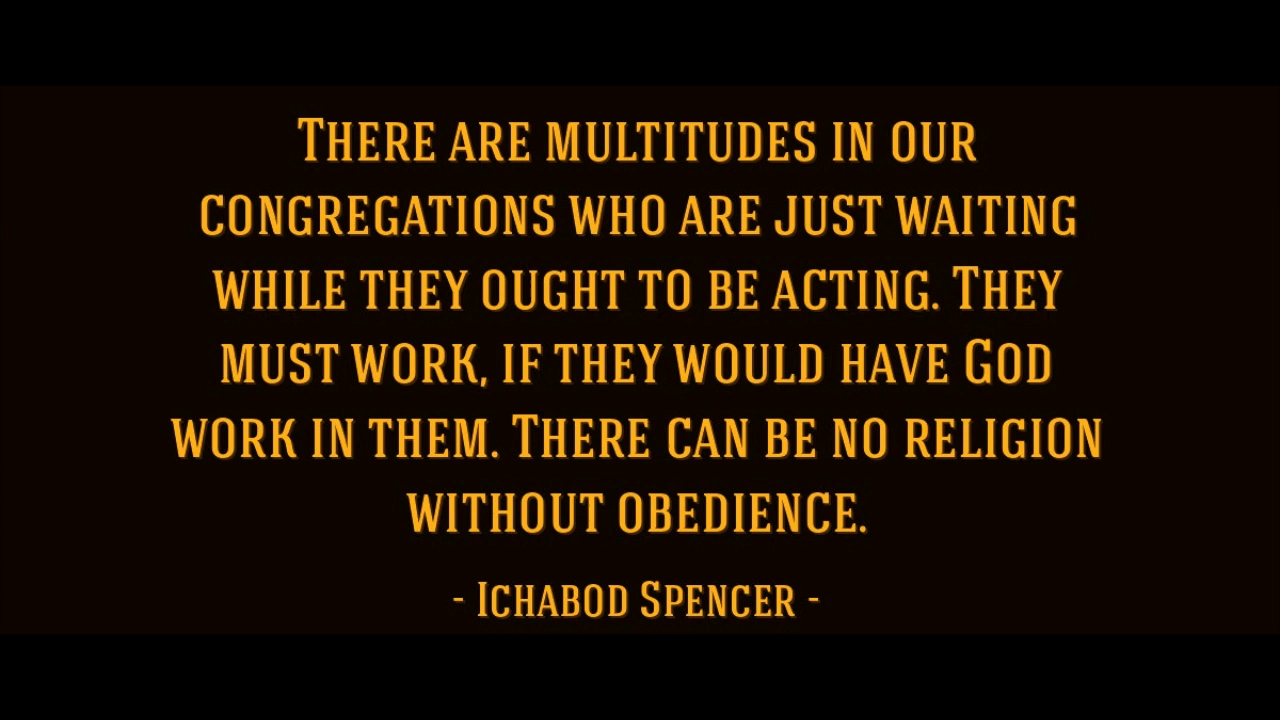 There are multitudes in our
congregations who are just waiting
while they ought to be acting. They
must work, if they would have God
work in them. There can be no religion
without obedience.
- Ichabod Spencer -